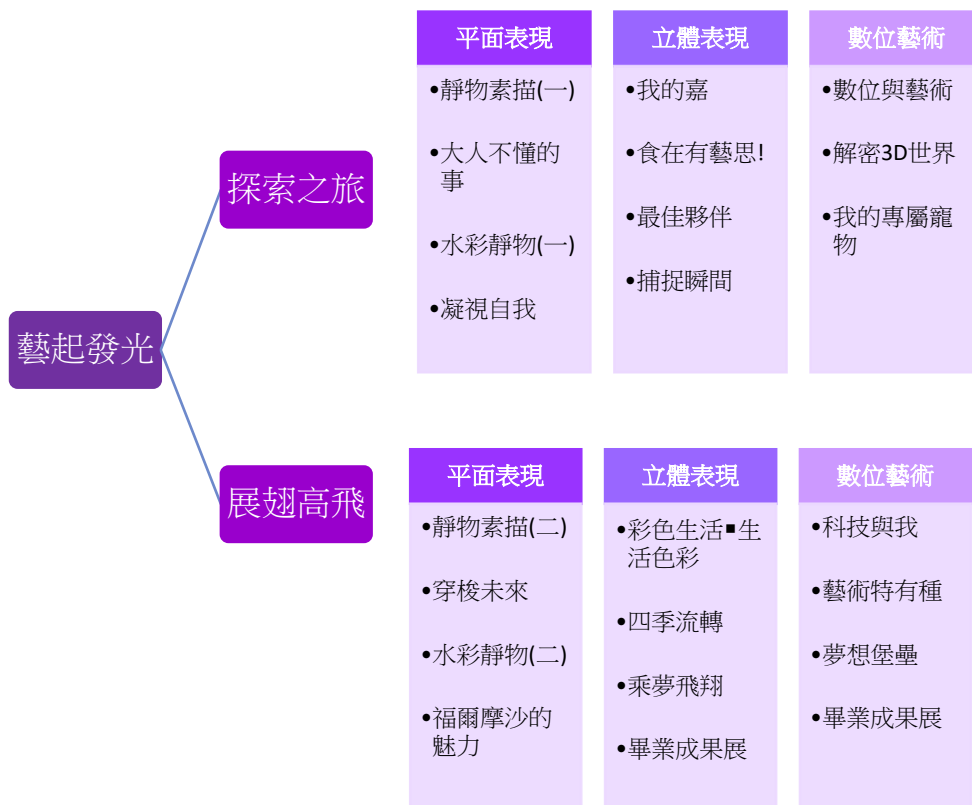 藝起發光
探索之旅
平面表現
•靜物素描(一)
•大人不懂的
事
•水彩靜物(一)
•凝視自我
立體表現
•我的嘉
•食在有藝思!
•最佳夥伴
•捕捉瞬間
數位藝術
•數位與藝術
•解密3D世界
•我的專屬寵
物
展翅高飛
平面表現
•靜物素描(二)
•穿梭未來
•水彩靜物(二)
•福爾摩沙的
魅力
立體表現
•彩色生活▪生
活色彩
•四季流轉
•乘夢飛翔
•畢業成果展
數位藝術
•科技與我
•藝術特有種
•夢想堡壘
•畢業成果展